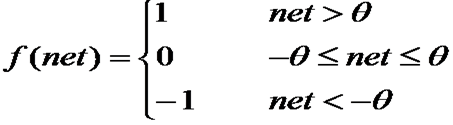 1 net > θ
f(net) = { 0 −θ ≤ net ≤ θ
−1 net < −θ